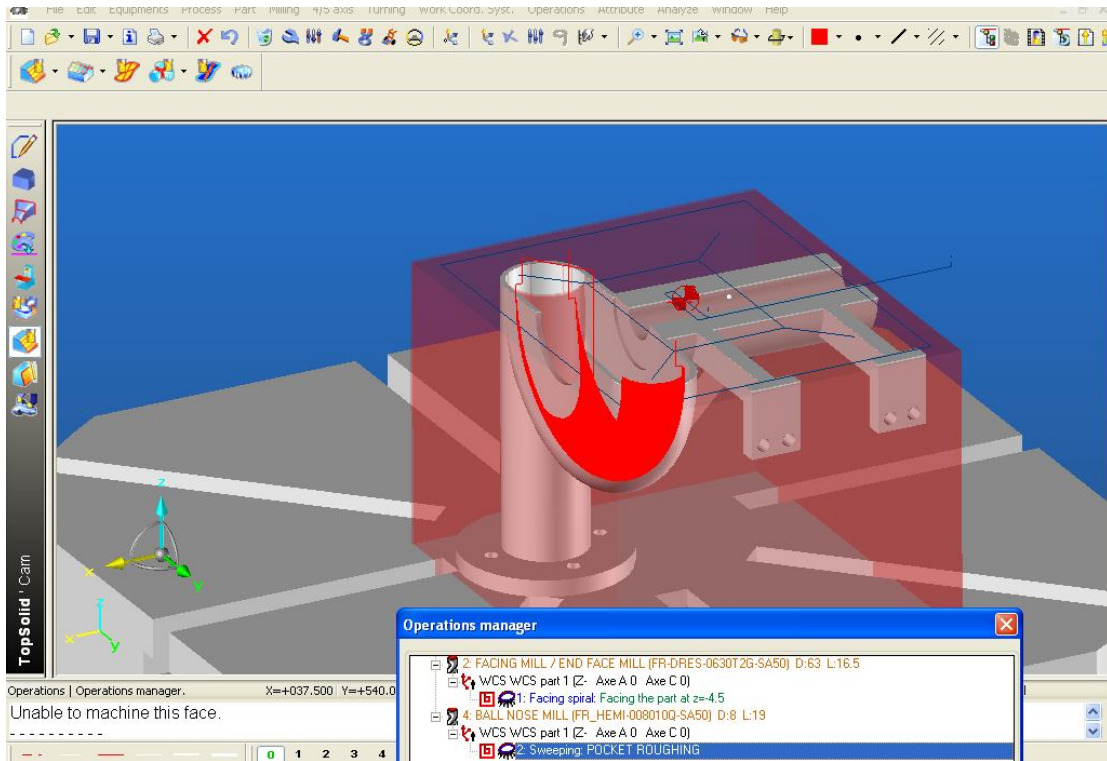 File Edit Equipments Process Part Milling 4/5 axis Turning Work Coord. Syst. Operations Attribute Analyze Window Help
z
x
y
z
x
y
TopSolid'Cam
Operations manager
2: FACING MILL / END FACE MILL (FR-DRES-0630T2G-SA50) D:63 L:16.5
WCS WCS part 1 (Z- Axe A 0 Axe C 0)
1: Facing spiral: Facing the part at z=-4.5
4: BALL NOSE MILL (FR_HEMI-008010Q-SA50) D:8 L:19
WCS WCS part 1 (Z- Axe A 0 Axe C 0)
2: Sweeping: POCKET ROUGHING
Operations | Operations manager. X=+037.500 Y=+540.0
Unable to machine this face.
- - - - - - - - - -
0 1 2 3 4